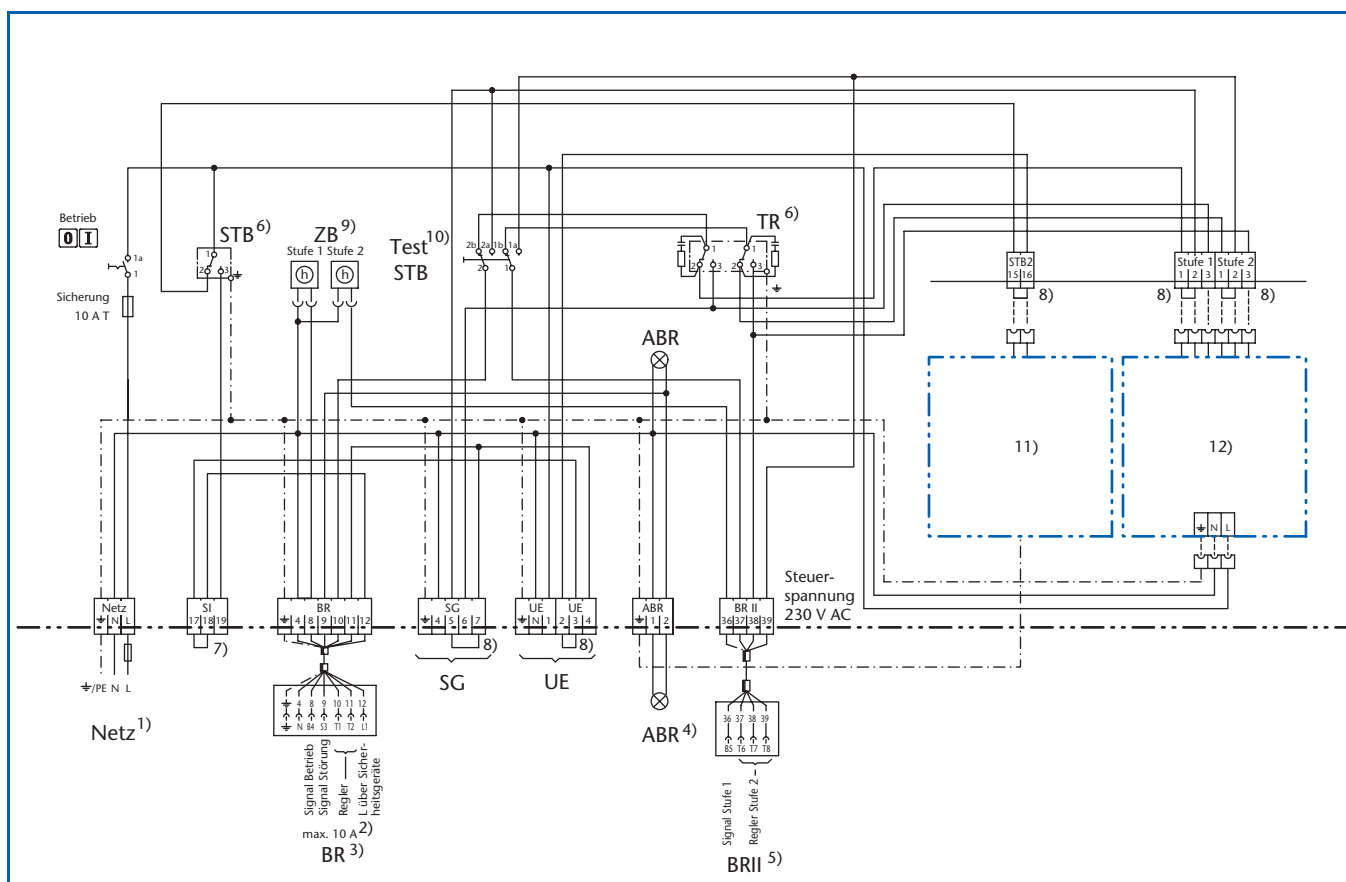 Betrieb
0 I
1a
1
Sicherung
10 A T
STB 6)
1
2 3
ZB 9)
Stufe 1 Stufe 2
h h
Test 10)
STB
2b 2a 1b 1a
2 1
TR 6)
1 1
2 3 2 3
ABR
STB2
15 16
8)
Stufe 1 Stufe 2
1 2 3 1 2 3
8) 8)
11)
12)
N L
Steuer-
spannung
230 V AC
Netz
N L
SI
17 18 19
7)
BR
4 8 9 10 11 12
SG
4 5 6 7
8)
UE UE
N 1 2 3 4
8)
ABR
1 2
BR II
36 37 38 39
/PE N L
Netz 1)
4 8 9 10 11 12
N B4 S3 T1 T2 L1
Signal Betrieb
Signal Störung
Regler
L über Sicher-
heitsgeräte
max. 10 A 2)
BR 3)
SG
UE
ABR 4)
36 37 38 39
B5 T6 T7 T8
Signal Stufe 1
Regler Stufe 2
BRII 5)